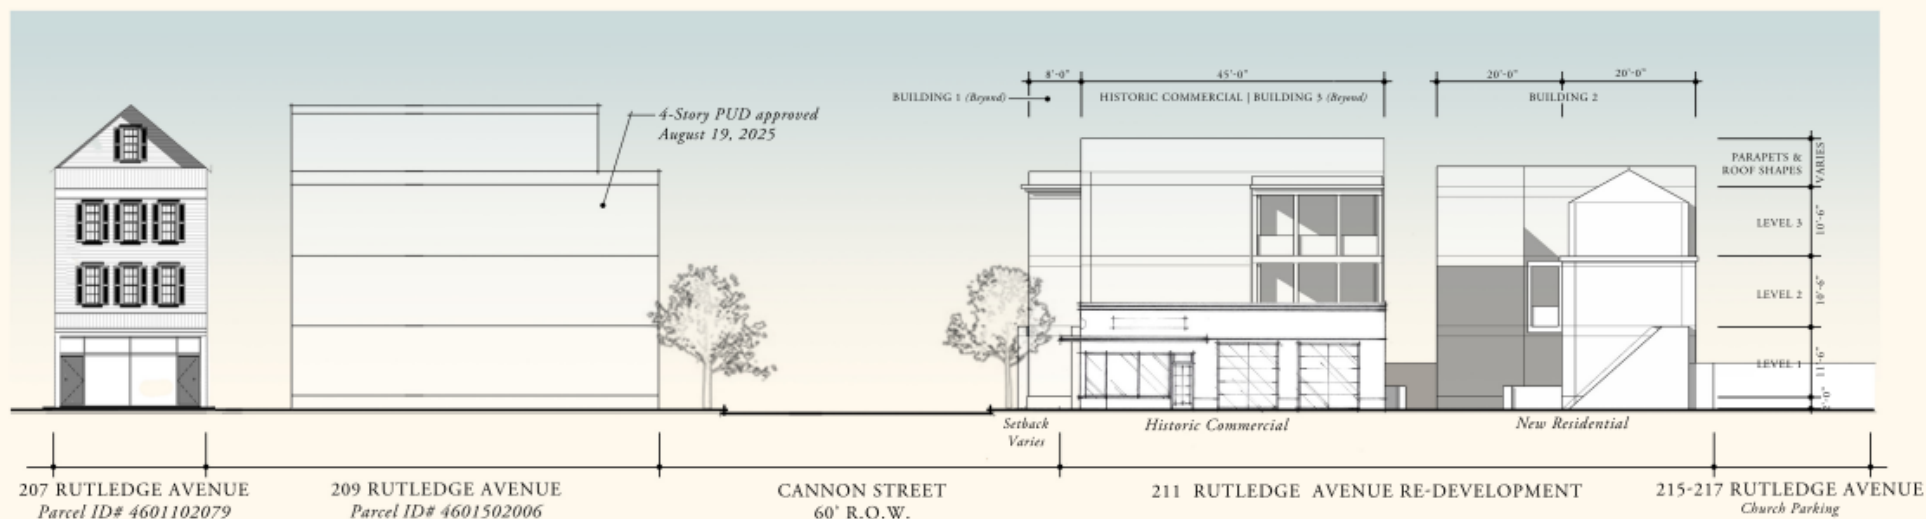 8'-0"
45'-0"
20'-0"
20'-0"
BUILDING 1 (Beyond)
HISTORIC COMMERCIAL | BUILDING 3 (Beyond)
BUILDING 2
4-Story PUD approved
August 19, 2025
PARAPETS &
ROOF SHAPES
VARIES
LEVEL 3
10'-6"
LEVEL 2
10'-6"
LEVEL 1
11'-6"
2'-0"
Setback
Varies
Historic Commercial
New Residential
207 RUTLEDGE AVENUE
Parcel ID# 4601102079
209 RUTLEDGE AVENUE
Parcel ID# 4601502006
CANNON STREET
60' R.O.W.
211 RUTLEDGE AVENUE RE-DEVELOPMENT
215-217 RUTLEDGE AVENUE
Church Parking